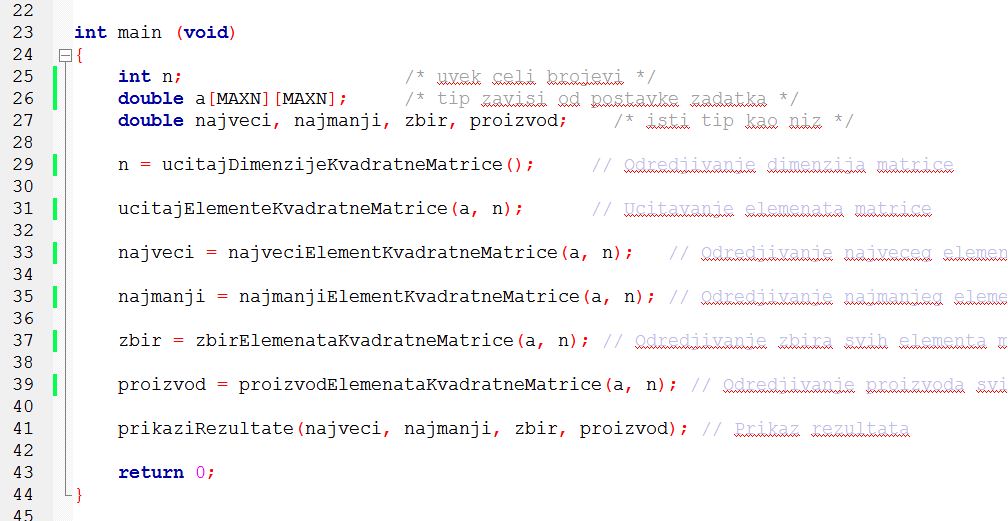 22
23 int main (void)
24 {
25 int n; /* uvek celi brojevi */
26 double a[MAXN][MAXN]; /* tip zavisi od postavke zadatka */
27 double najveci, najmanji, zbir, proizvod; /* isti tip kao niz */
28
29 n = ucitajDimenzijeKvadratneMatrice(); // Odredjivanje dimenzija matrice
30
31 ucitajElementeKvadratneMatrice(a, n); // Ucitavanje elemenata matrice
32
33 najveci = najveciElementKvadratneMatrice(a, n); // Odredjivanje najveceg elemen
34
35 najmanji = najmanjiElementKvadratneMatrice(a, n); // Odredjivanje najmanjeg eleme
36
37 zbir = zbirElemenataKvadratneMatrice(a, n); // Odredjivanje zbira svih elementa m
38
39 proizvod = proizvodElemenataKvadratneMatrice(a, n); // Odredjivanje proizvoda svi
40
41 prikaziRezultate(najveci, najmanji, zbir, proizvod); // Prikaz rezultata
42
43 return 0;
44 }
45